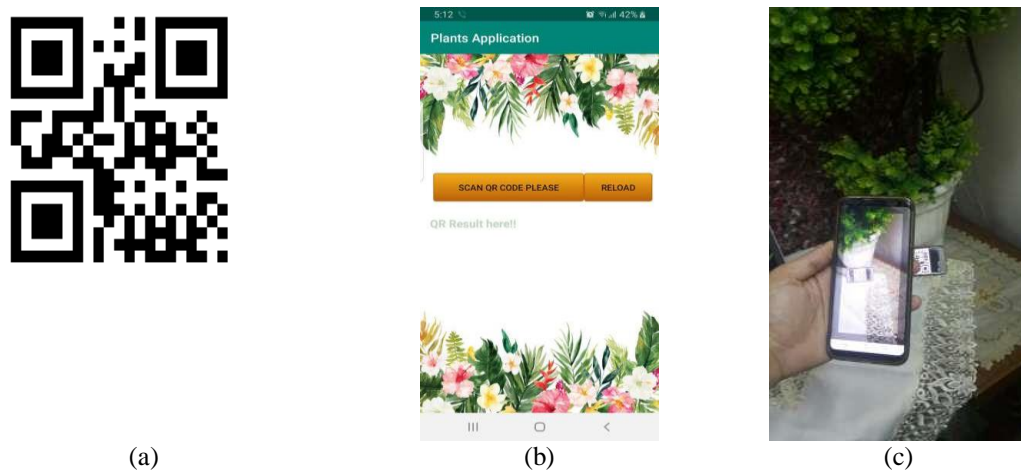 5:12 42%
Plants Application
SCAN QR CODE PLEASE RELOAD
QR Result here!!
(a) (b) (c)